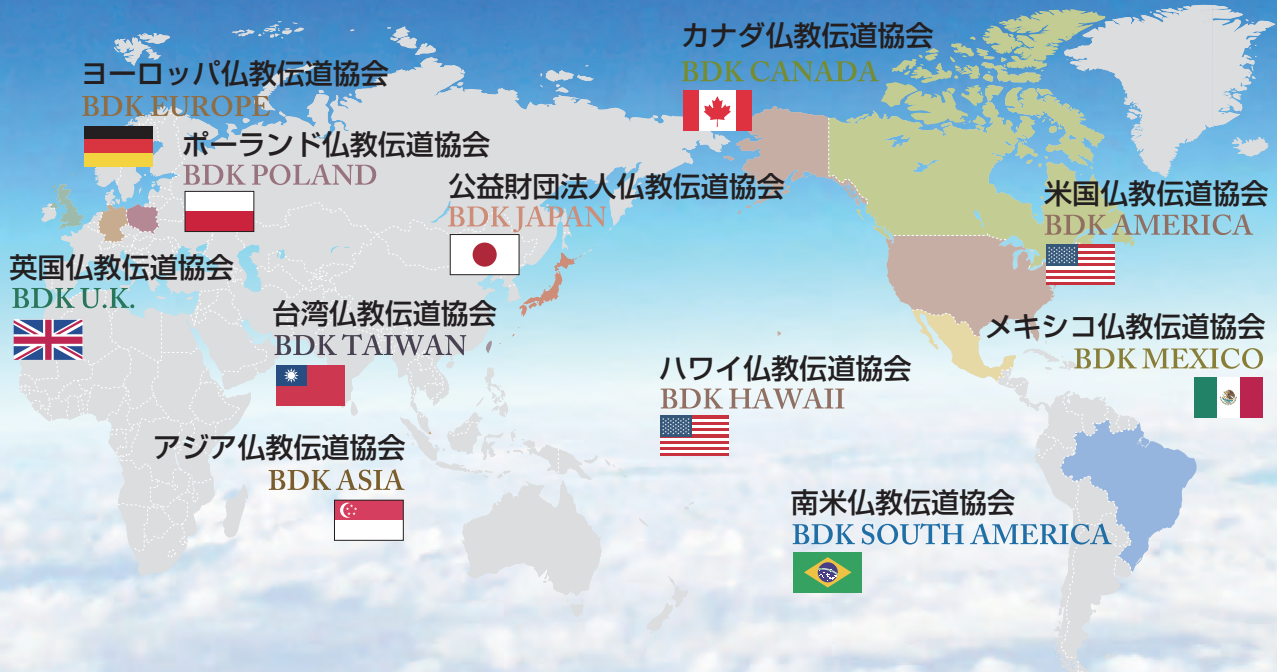 ヨーロッパ仏教伝道協会
BDK EUROPE
ポーランド仏教伝道協会
BDK POLAND
英国仏教伝道協会
BDK U.K.
公益財団法人仏教伝道協会
BDK JAPAN
台湾仏教伝道協会
BDK TAIWAN
アジア仏教伝道協会
BDK ASIA
カナダ仏教伝道協会
BDK CANADA
米国仏教伝道協会
BDK AMERICA
メキシコ仏教伝道協会
BDK MEXICO
ハワイ仏教伝道協会
BDK HAWAII
南米仏教伝道協会
BDK SOUTH AMERICA